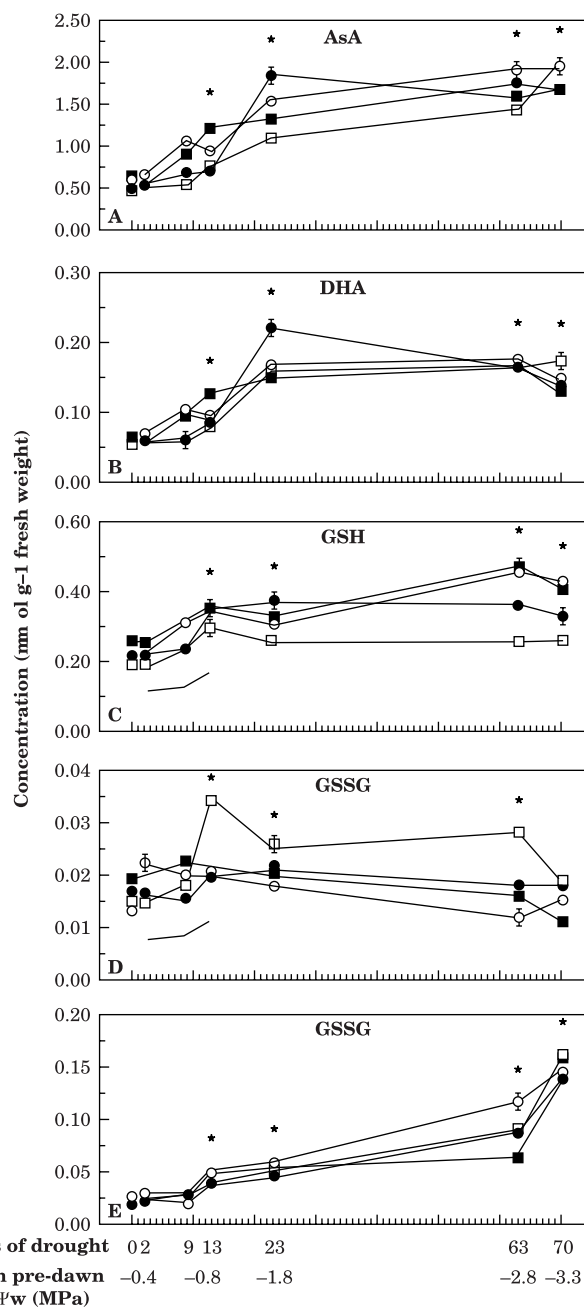 Concentration (mm ol g–1 fresh weight)
2.50
AsA
2.00
1.50
1.00
0.50
0.00
A
0.30
DHA
0.20
0.10
0.00
B
0.60
GSH
0.40
0.20
0.00
C
0.04
GSSG
0.03
0.02
0.01
0.00
D
0.20
GSSG
0.15
0.10
0.05
0.00
E
s of drought 0 2 9 13 23 63 70
n pre-dawn –0.4 –0.8 –1.8 –2.8 –3.3
Ψw (MPa)